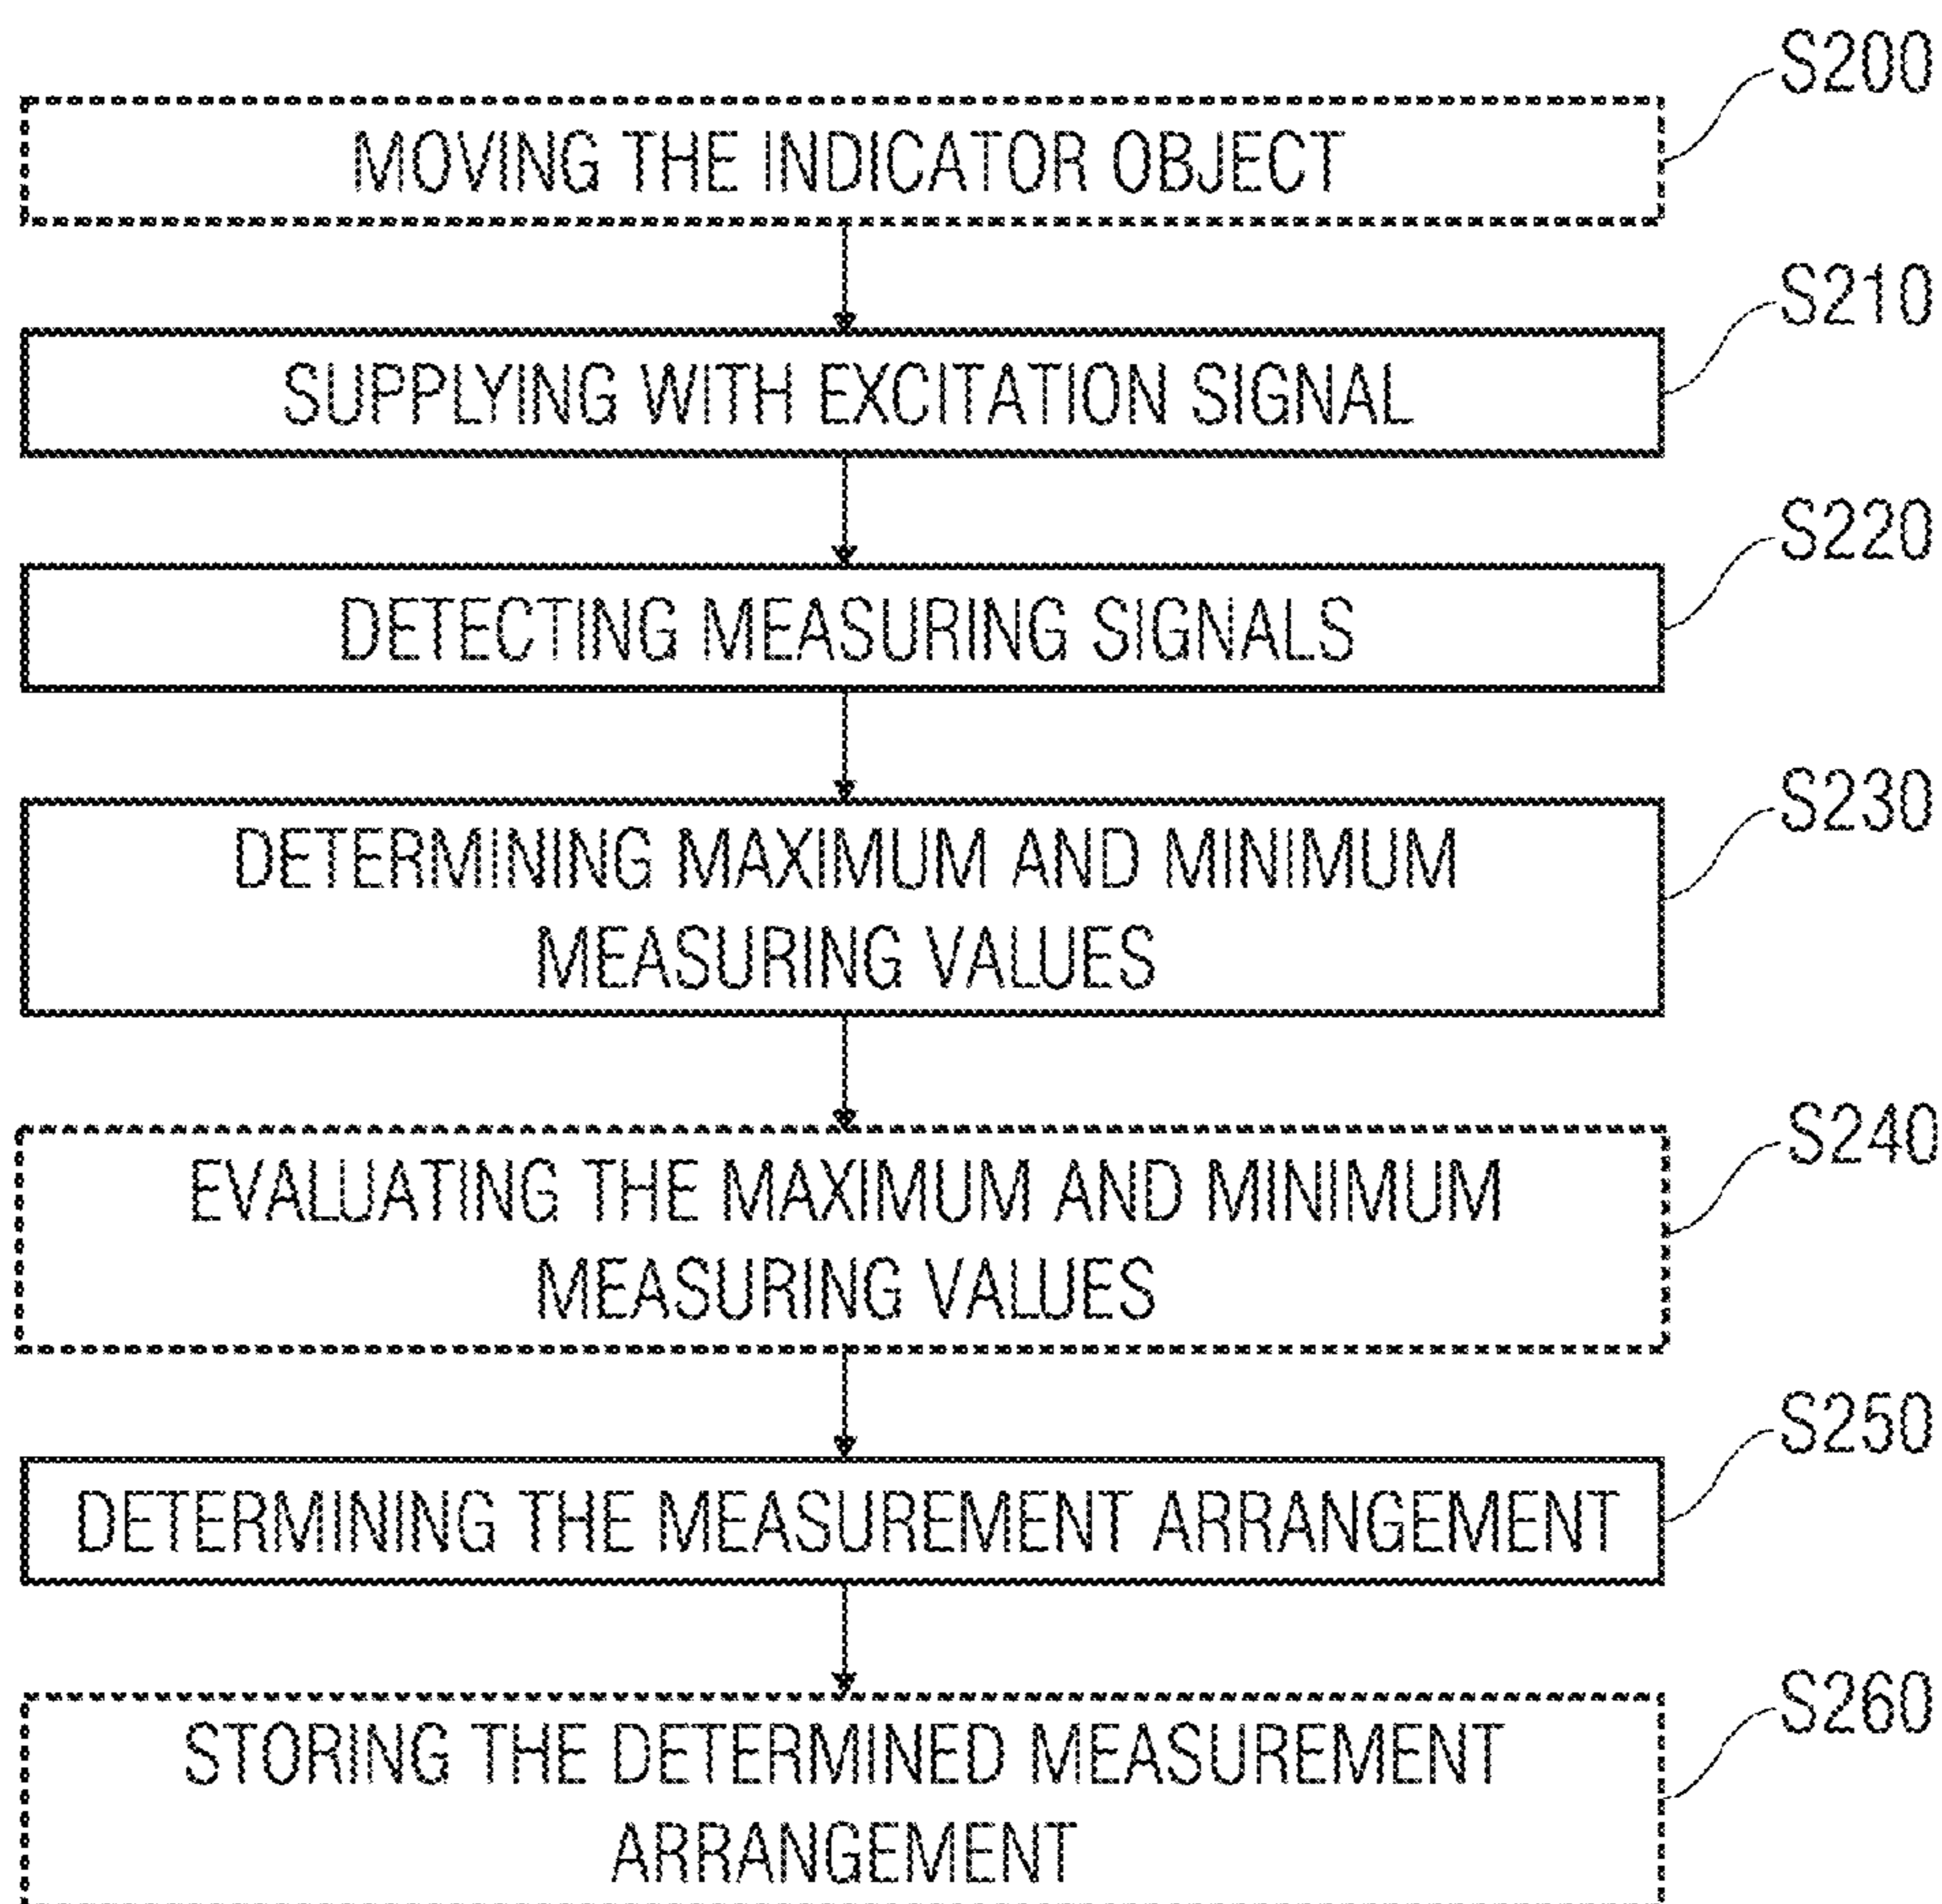 S200
MOVING THE INDICATOR OBJECT
S210
SUPPLYING WITH EXCITATION SIGNAL
S220
DETECTING MEASURING SIGNALS
S230
DETERMINING MAXIMUM AND MINIMUM
MEASURING VALUES
S240
EVALUATING THE MAXIMUM AND MINIMUM
MEASURING VALUES
S250
DETERMINING THE MEASUREMENT ARRANGEMENT
S260
STORING THE DETERMINED MEASUREMENT
ARRANGEMENT